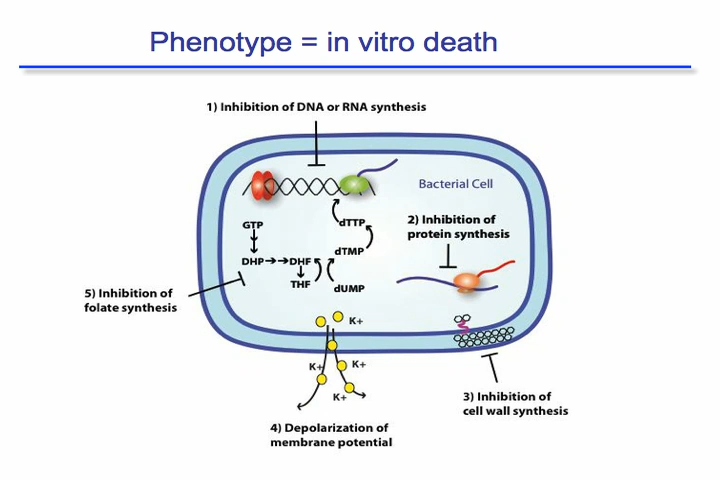 Phenotype = in vitro death
1) Inhibition of DNA or RNA synthesis
Bacterial Cell
GTP
dTTP
2) Inhibition of
protein synthesis
dTMP
DHP
DHF
THF
dUMP
5) Inhibition of
folate synthesis
K+
K+
K+
K+
3) Inhibition of
cell wall synthesis
4) Depolarization of
membrane potential